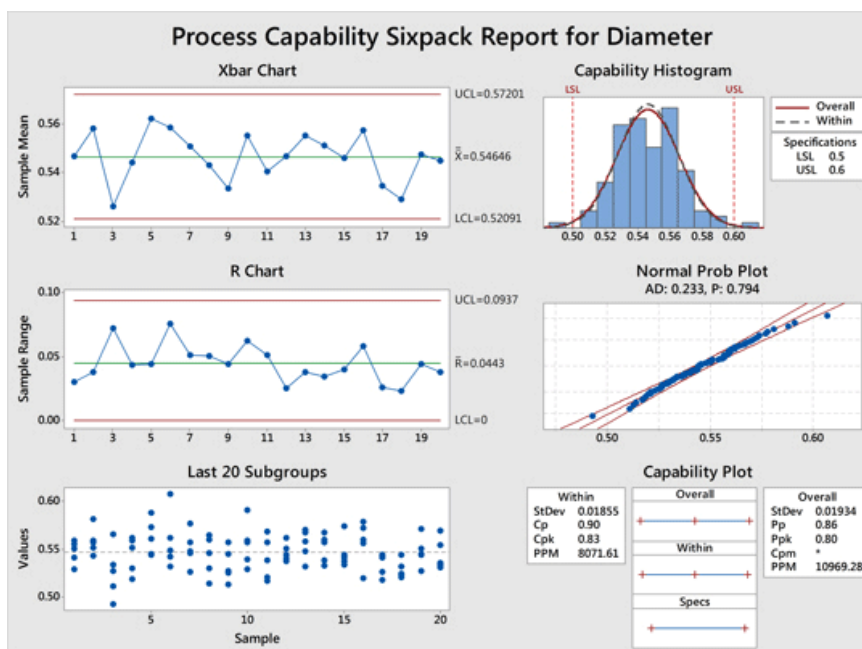 Process Capability Sixpack Report for Diameter
Xbar Chart
Sample Mean
0.56
0.54
0.52
1 3 5 7 9 11 13 15 17 19
UCL=0.57201
X=0.54646
LCL=0.52091
Capability Histogram
LSL USL
0.50 0.52 0.54 0.56 0.58 0.60
Overall
Within
Specifications
LSL 0.5
USL 0.6
R Chart
Sample Range
0.10
0.05
0.00
1 3 5 7 9 11 13 15 17 19
UCL=0.0937
R̄=0.0443
LCL=0
Normal Prob Plot
AD: 0.233, P: 0.794
0.50 0.55 0.60
Last 20 Subgroups
Values
0.60
0.55
0.50
5 10 15 20
Sample
Capability Plot
Within
StDev 0.01855
Cp 0.90
Cpk 0.83
PPM 8071.61
Overall
Within
Specs
Overall
StDev 0.01934
Pp 0.86
Ppk 0.80
Cpm *
PPM 10969.28